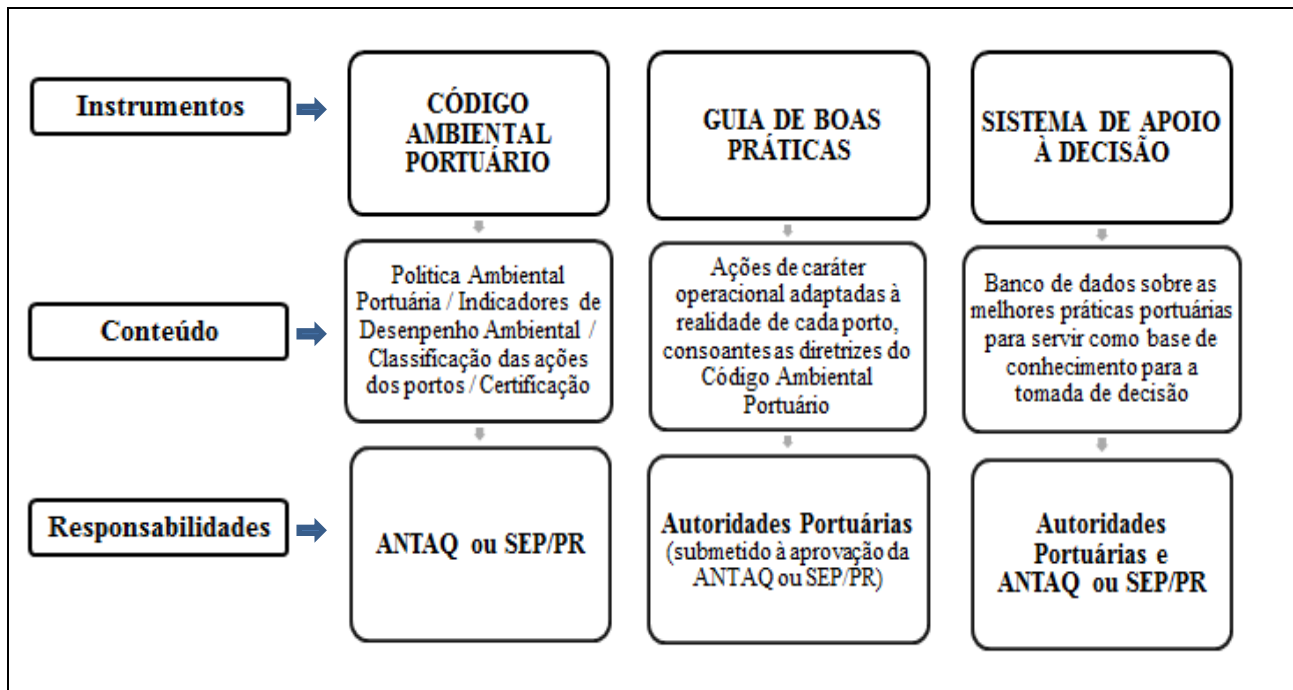 Instrumentos
CÓDIGO
AMBIENTAL
PORTUÁRIO
GUIA DE BOAS
PRÁTICAS
SISTEMA DE APOIO
À DECISÃO
Conteúdo
Politica Ambiental
Portuária / Indicadores de
Desenpenho Ambiental /
Classificação das ações
dos portos / Certificação
Ações de caráter
operacional adaptadas à
realidade de cada porto,
consoantes as diretrizes do
Código Ambiental
Portuário
Banco de dados sobre as
melhores práticas portuárias
para servir como base de
conhecimento para a
tomada de decisão
Responsabilidades
ANTAQ ou SEP/PR
Autoridades Portuárias
(submetido à aprovação da
ANTAQ ou SEP/PR)
Autoridades
Portuárias e
ANTAQ ou SEP/PR